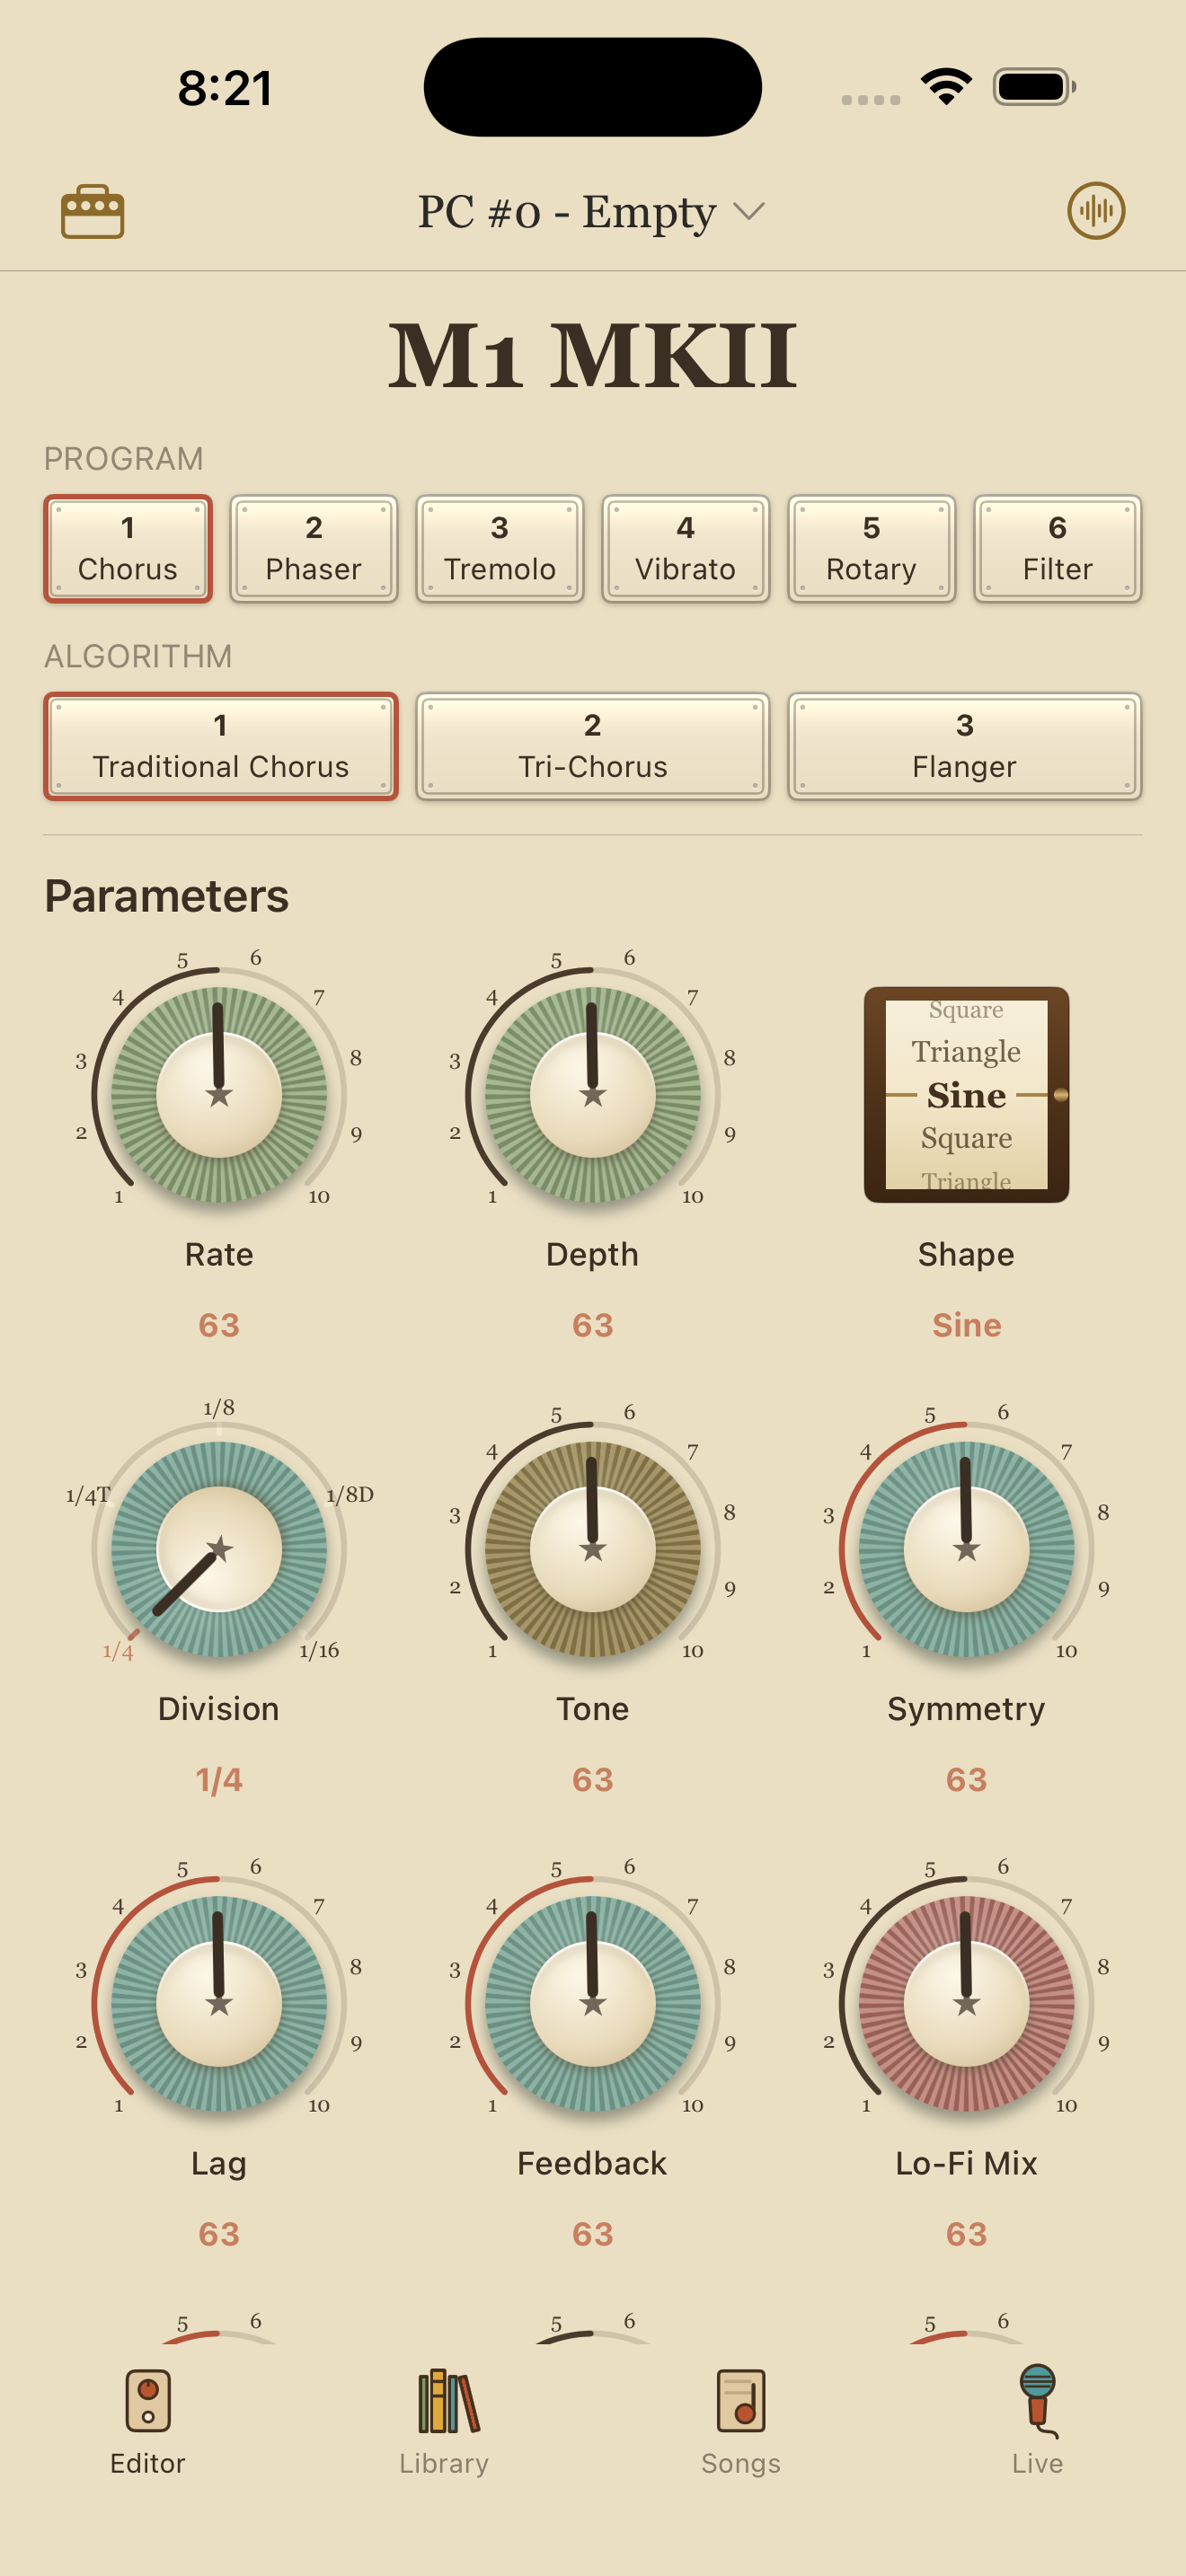 8:21
PC #0 - Empty
M1 MKII
PROGRAM
1 2 3 4 5 6
Chorus Phaser Tremolo Vibrato Rotary Filter
ALGORITHM
1 2 3
Traditional Chorus Tri-Chorus Flanger
Parameters
1 2 3 4 5 6 7 8 9 10
1 2 3 4 5 6 7 8 9 10
Square
Triangle
Sine
Square
Triangle
Rate Depth Shape
63 63 Sine
1/4 1/4T 1/8 1/8D 1/16
1 2 3 4 5 6 7 8 9 10
1 2 3 4 5 6 7 8 9 10
Division Tone Symmetry
1/4 63 63
1 2 3 4 5 6 7 8 9 10
1 2 3 4 5 6 7 8 9 10
1 2 3 4 5 6 7 8 9 10
Lag Feedback Lo-Fi Mix
63 63 63
5 6 5 6 5 6
Editor Library Songs Live